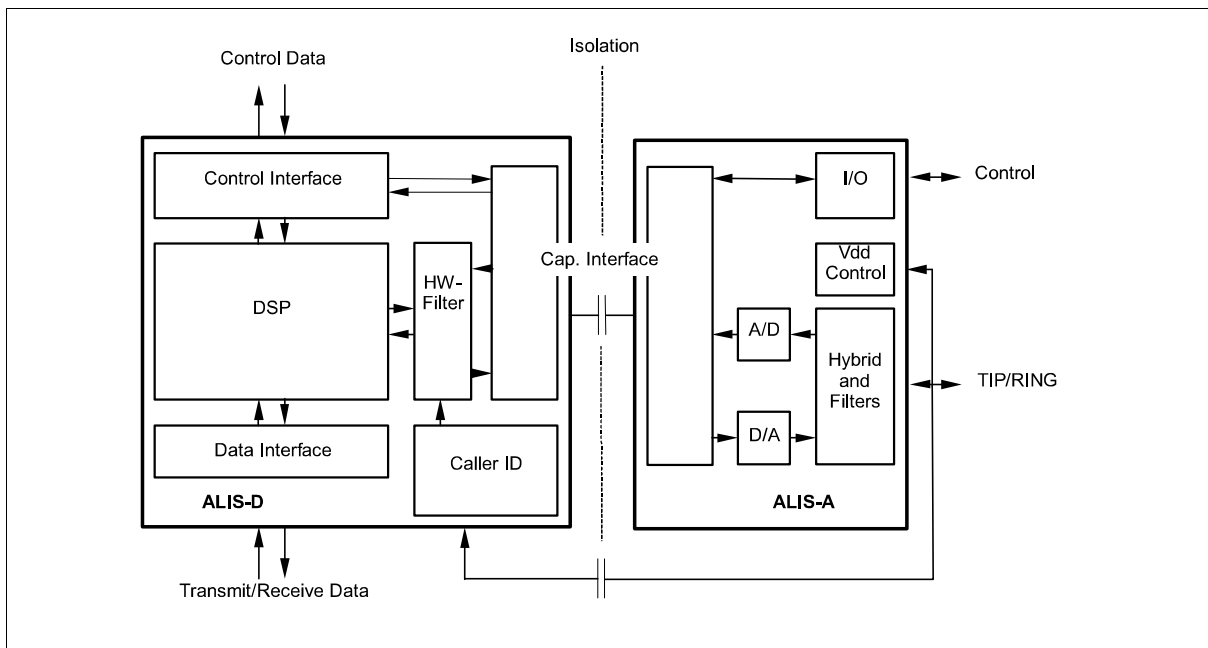 Control Data
Isolation
Control Interface
I/O
Control
Cap. Interface
Vdd
Control
HW-
Filter
DSP
A/D
Hybrid
and
Filters
TIP/RING
D/A
Data Interface
Caller ID
ALIS-D
ALIS-A
Transmit/Receive Data